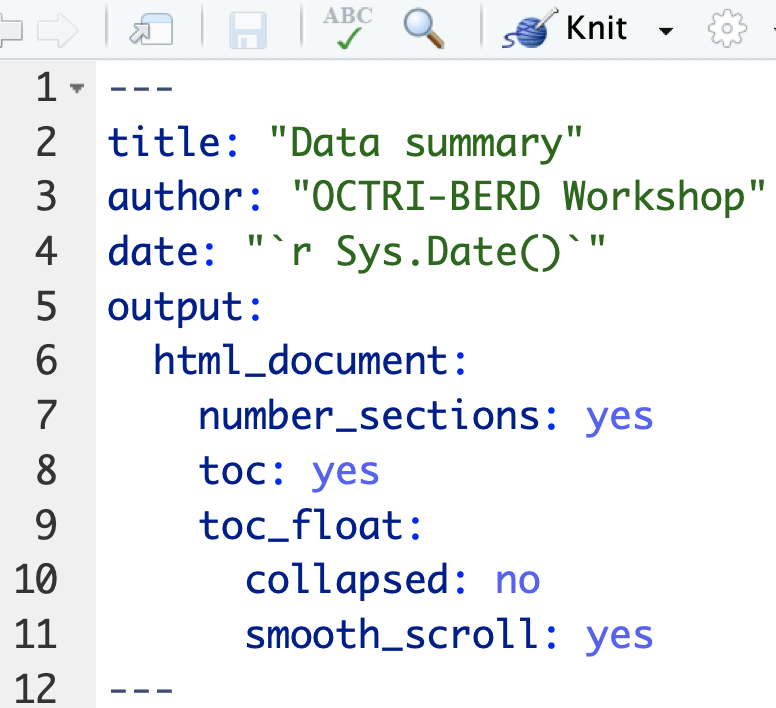 ABC
Knit
1 ---
2 title: "Data summary"
3 author: "OCTRI-BERD Workshop"
4 date: "`r Sys.Date()`"
5 output:
6   html_document:
7     number_sections: yes
8     toc: yes
9     toc_float:
10       collapsed: no
11       smooth_scroll: yes
12 ---